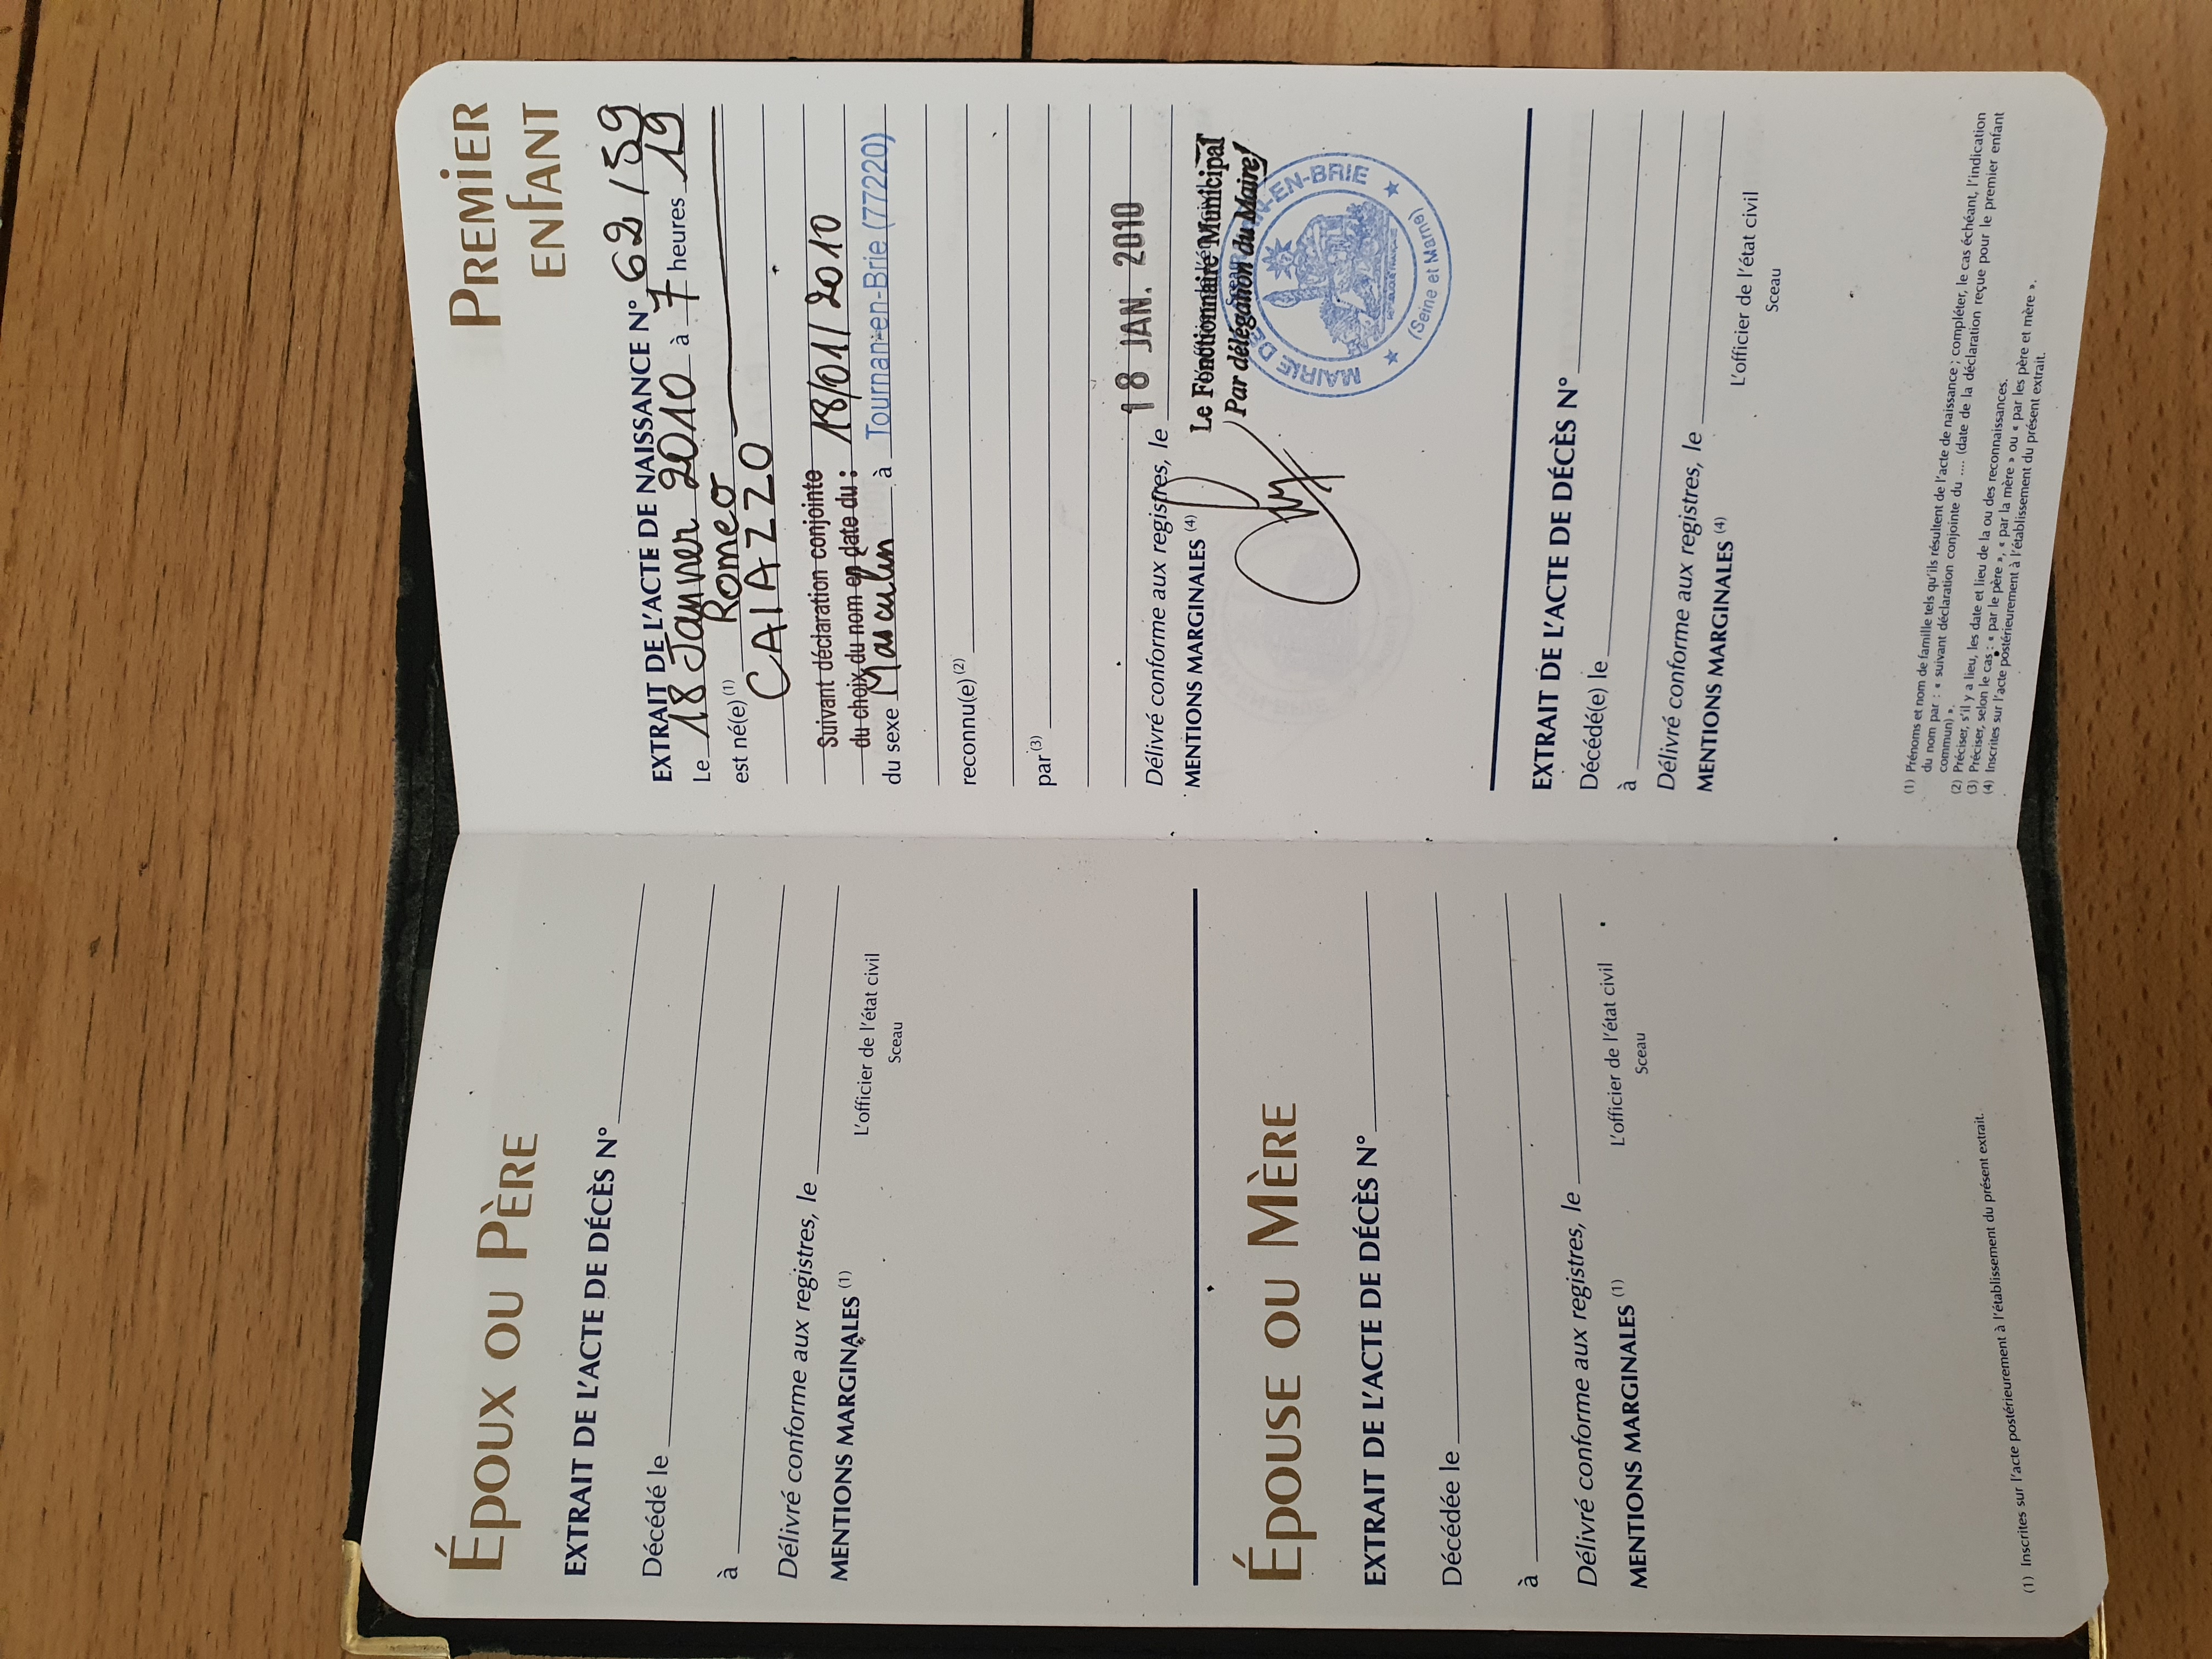 Époux ou Père
EXTRAIT DE L'ACTE DE DÉCÈS N°
Décédé le
à
Délivré conforme aux registres, le
MENTIONS MARGINALES (1)
L'officier de l'état civil
Sceau
Épouse ou Mère
EXTRAIT DE L'ACTE DE DÉCÈS N°
Décédée le
à
Délivré conforme aux registres, le
MENTIONS MARGINALES (1)
L'officier de l'état civil
Sceau
(1) Inscrites sur l'acte postérieurement à l'établissement du présent extrait.
PREMIER
ENFANT
EXTRAIT DE L'ACTE DE NAISSANCE N° 62 / 59
Le 18 Janvier 2010 à 7 heures 19
est né(e) (1) Romeo
CAIAZZO
Suivant déclaration conjointe
du choix du nom en date du : 18/01/2010
du sexe Masculin à Tournan-en-Brie (77220)
reconnu(e) (2)
par (3)
Délivré conforme aux registres, le 18 JAN. 2010
MENTIONS MARGINALES (4)
Le Fonctionnaire Municipal
Par délégation du Maire
Sceau
MAIRIE DE EN-BRIE
(Seine et Marne)
EXTRAIT DE L'ACTE DE DÉCÈS N°
Décédé(e) le
à
Délivré conforme aux registres, le
MENTIONS MARGINALES (4)
L'officier de l'état civil
Sceau
(1) Prénoms et nom de famille tels qu'ils résultent de l'acte de naissance ; compléter, le cas échéant, l'indication
du nom par : « suivant déclaration conjointe du .... (date de la déclaration reçue pour le premier enfant
commun) ».
(2) Préciser, s'il y a lieu, les date et lieu de la ou des reconnaissances.
(3) Préciser, selon le cas : « par le père », « par la mère » ou « par les père et mère ».
(4) Inscrites sur l'acte postérieurement à l'établissement du présent extrait.